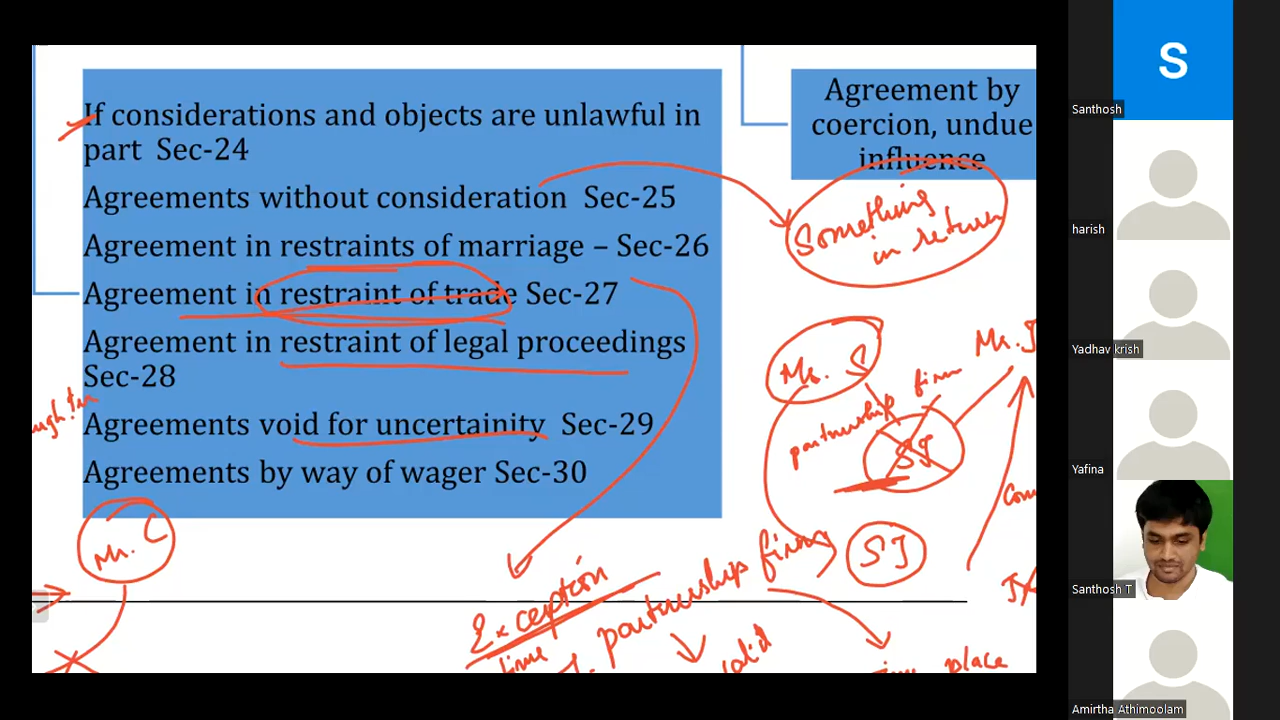 If considerations and objects are unlawful in
part Sec-24
Agreements without consideration Sec-25
Agreement in restraints of marriage – Sec-26
Agreement in restraint of trade Sec-27
Agreement in restraint of legal proceedings
Sec-28
Agreements void for uncertainity Sec-29
Agreements by way of wager Sec-30
Agreement by
coercion, undue
influence
Something
in return
Mr. S
Mr. J
partnership firm
SJ
SJ
Mr. C
Exception
partnership firm
time
place
S
Santhosh
harish
Yadhav krish
Yafina
Santhosh T
Amirtha Athimoolam